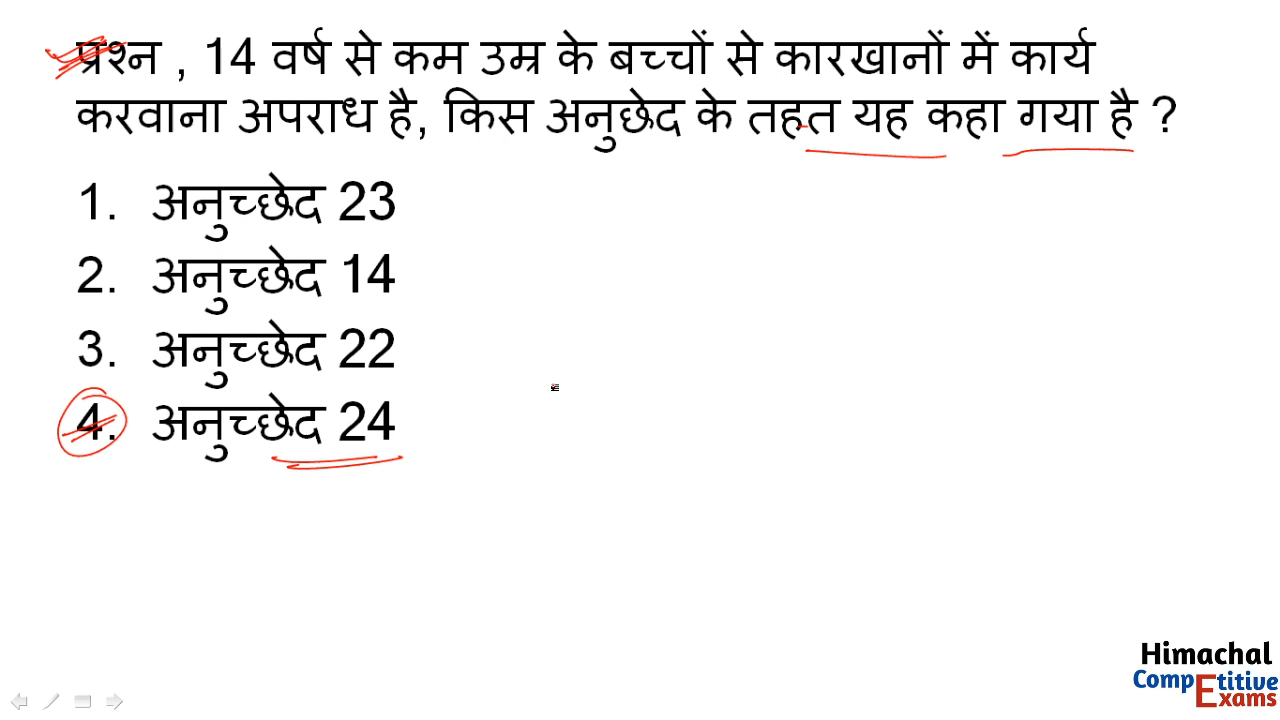 प्रश्न , 14 वर्ष से कम उम्र के बच्चों से कारखानों में कार्य
करवाना अपराध है, किस अनुछेद के तहत यह कहा गया है ?
1. अनुच्छेद 23
2. अनुच्छेद 14
3. अनुच्छेद 22
4. अनुच्छेद 24
Himachal
CompEtitive
Exams